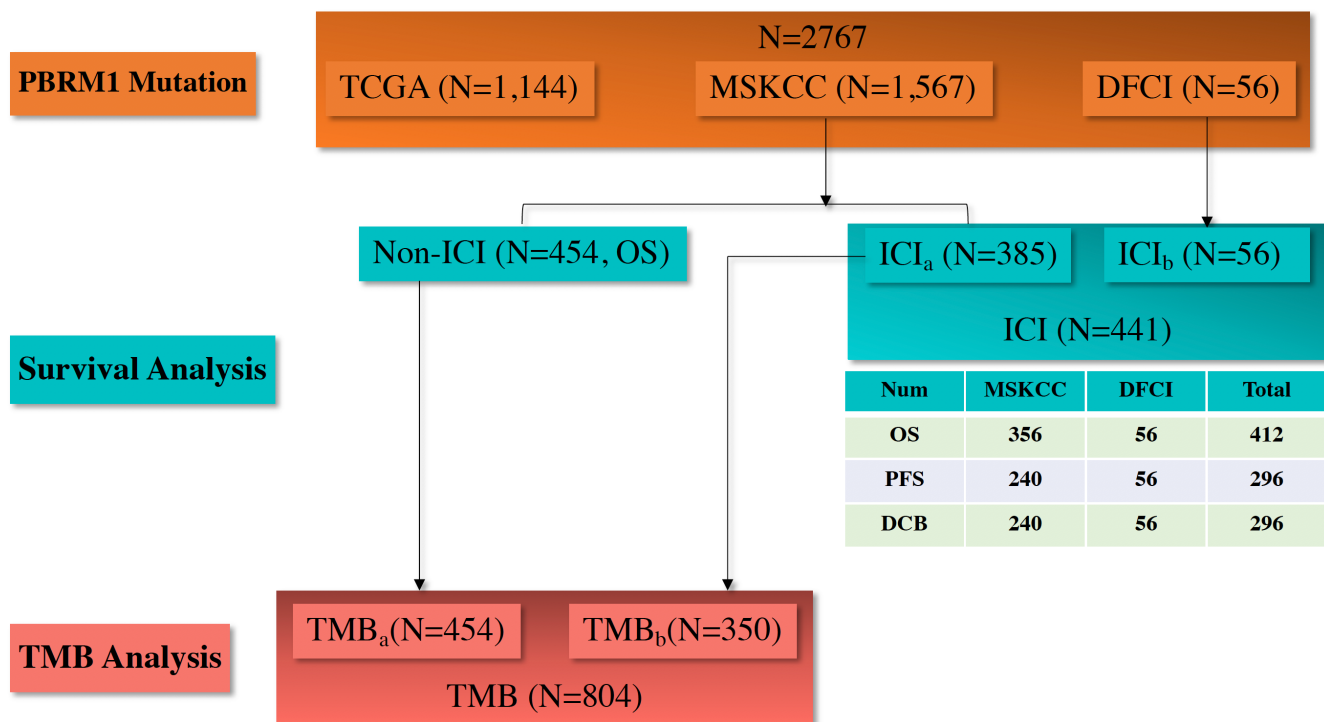 PBRM1 Mutation
N=2767
TCGA (N=1,144)
MSKCC (N=1,567)
DFCI (N=56)
Non-ICI (N=454, OS)
ICIa (N=385)
ICIb (N=56)
ICI (N=441)
Survival Analysis
Num MSKCC DFCI Total
OS 356 56 412
PFS 240 56 296
DCB 240 56 296
TMB Analysis
TMBa(N=454)
TMBb(N=350)
TMB (N=804)